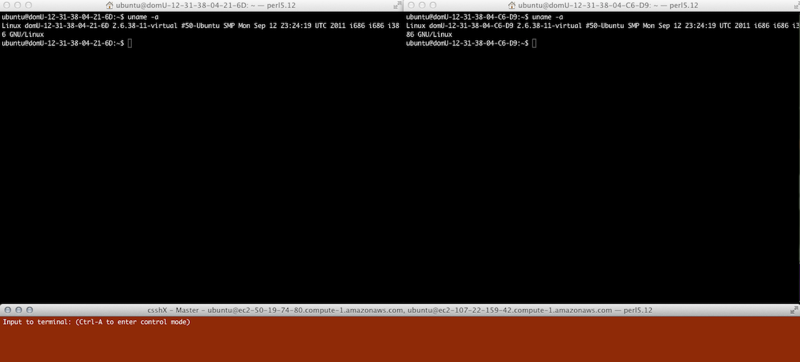 ubuntu@domU-12-31-38-04-21-6D: ~ — perl5.12
ubuntu@domU-12-31-38-04-21-6D:~$ uname -a
Linux domU-12-31-38-04-21-6D 2.6.38-11-virtual #50-Ubuntu SMP Mon Sep 12 23:24:19 UTC 2011 i686 i686 i38
6 GNU/Linux
ubuntu@domU-12-31-38-04-21-6D:~$
ubuntu@domU-12-31-38-04-C6-D9: ~ — perl5.12
ubuntu@domU-12-31-38-04-C6-D9:~$ uname -a
Linux domU-12-31-38-04-C6-D9 2.6.38-11-virtual #50-Ubuntu SMP Mon Sep 12 23:24:19 UTC 2011 i686 i686 i3
86 GNU/Linux
ubuntu@domU-12-31-38-04-C6-D9:~$
csshX – Master – ubuntu@ec2-50-19-74-80.compute-1.amazonaws.com, ubuntu@ec2-107-22-159-42.compute-1.amazonaws.com — perl5.12
Input to terminal: (Ctrl-A to enter control mode)